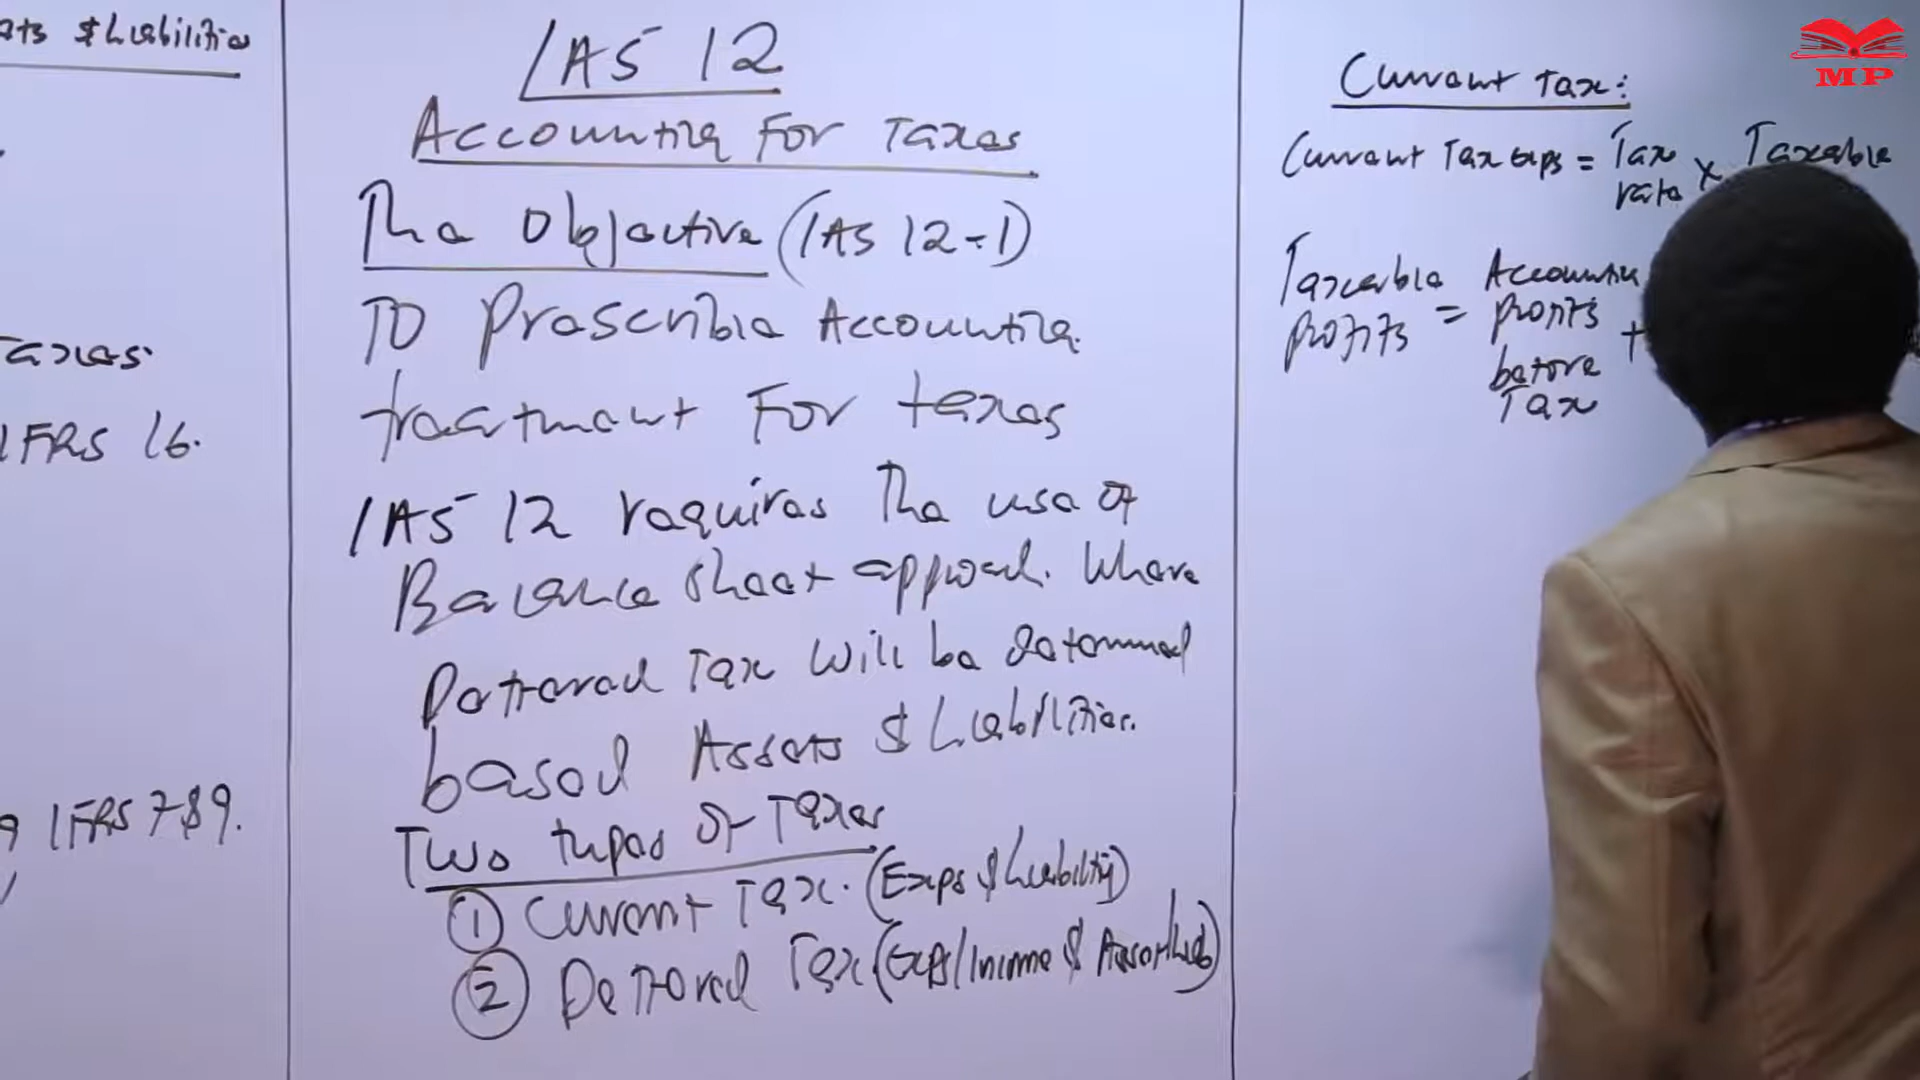 & Liabilities
Taxes.
IFRS 16.
IFRS 7 & 9.
IAS 12
Accounting For Taxes
The Objective (IAS 12-1)
TO Prescribe Accounting
treatment For taxes
IAS 12 requires The use of
Balance sheet approach. Where
Deferred Tax will be determined
based Assets & Liabilities.
Two types of Taxes
① Current Tax. (Exps & Liability)
② Deferred Tax (Exps/Income & Asset/Liab)
Current Tax:
Current Tax exps = Tax rate x Taxable
Taxable profits = Accounting profits before Tax +
MP